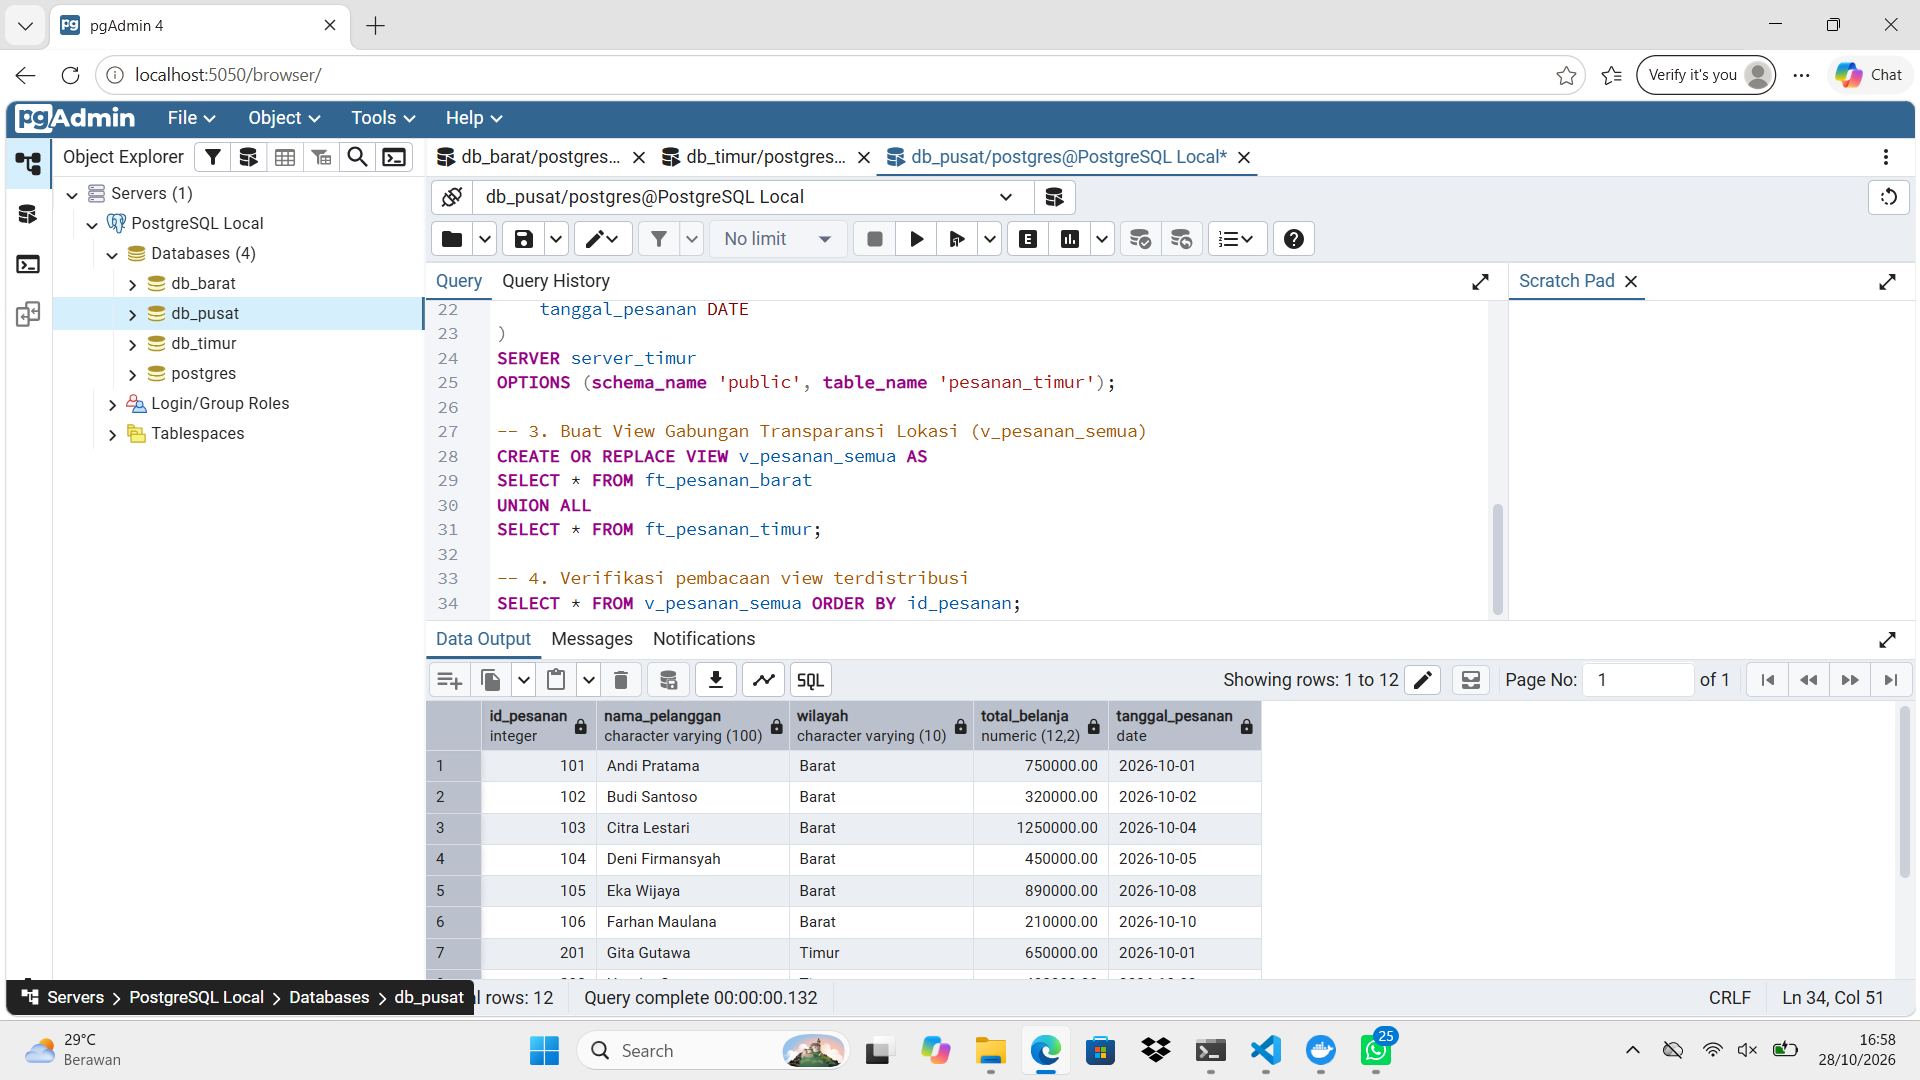 pgAdmin 4
localhost:5050/browser/
Verify it's you
Chat
pgAdmin
File
Object
Tools
Help
Object Explorer
db_barat/postgres...
db_timur/postgres...
db_pusat/postgres@PostgreSQL Local*
Servers (1)
PostgreSQL Local
Databases (4)
db_barat
db_pusat
db_timur
postgres
Login/Group Roles
Tablespaces
db_pusat/postgres@PostgreSQL Local
No limit
E
Query
Query History
Scratch Pad
22 tanggal_pesanan DATE
23 )
24 SERVER server_timur
25 OPTIONS (schema_name 'public', table_name 'pesanan_timur');
26
27 -- 3. Buat View Gabungan Transparansi Lokasi (v_pesanan_semua)
28 CREATE OR REPLACE VIEW v_pesanan_semua AS
29 SELECT * FROM ft_pesanan_barat
30 UNION ALL
31 SELECT * FROM ft_pesanan_timur;
32
33 -- 4. Verifikasi pembacaan view terdistribusi
34 SELECT * FROM v_pesanan_semua ORDER BY id_pesanan;
Data Output
Messages
Notifications
SQL
Showing rows: 1 to 12
Page No: 1 of 1
id_pesanan nama_pelanggan wilayah total_belanja tanggal_pesanan
integer character varying (100) character varying (10) numeric (12,2) date
1 101 Andi Pratama Barat 750000.00 2026-10-01
2 102 Budi Santoso Barat 320000.00 2026-10-02
3 103 Citra Lestari Barat 1250000.00 2026-10-04
4 104 Deni Firmansyah Barat 450000.00 2026-10-05
5 105 Eka Wijaya Barat 890000.00 2026-10-08
6 106 Farhan Maulana Barat 210000.00 2026-10-10
7 201 Gita Gutawa Timur 650000.00 2026-10-01
Servers > PostgreSQL Local > Databases > db_pusat
l rows: 12
Query complete 00:00:00.132
CRLF
Ln 34, Col 51
29°C
Berawan
Search
25
16:58
28/10/2026